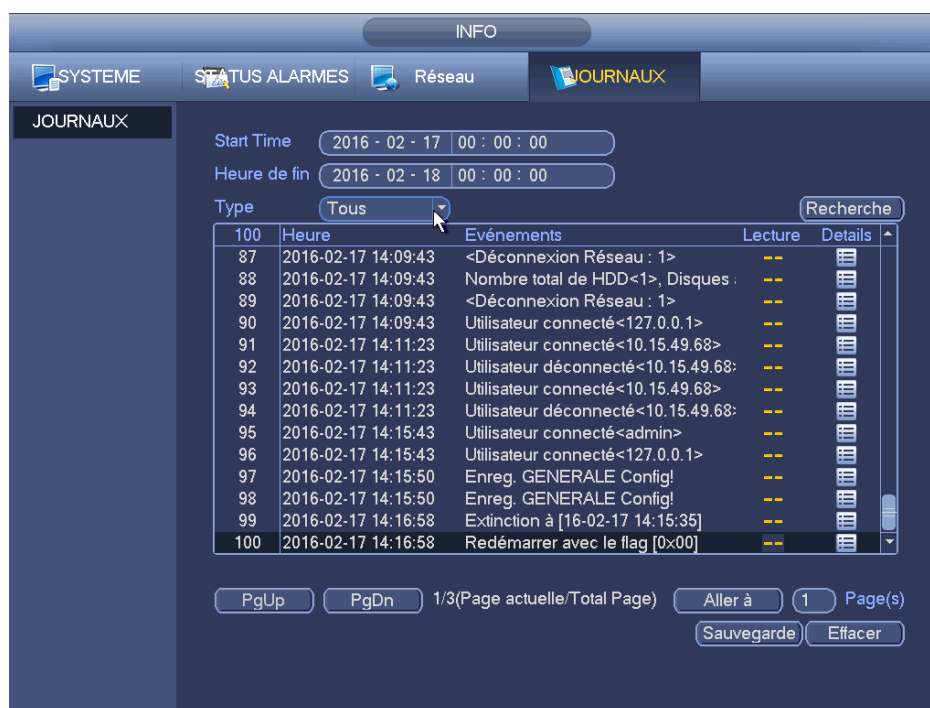 INFO
SYSTEME STATUS ALARMES Réseau JOURNAUX
JOURNAUX
Start Time 2016 - 02 - 17 00 : 00 : 00
Heure de fin 2016 - 02 - 18 00 : 00 : 00
Type Tous Recherche
100 Heure Evénements Lecture Details
87 2016-02-17 14:09:43 <Déconnexion Réseau : 1> --
88 2016-02-17 14:09:43 Nombre total de HDD<1>, Disques --
89 2016-02-17 14:09:43 <Déconnexion Réseau : 1> --
90 2016-02-17 14:09:43 Utilisateur connecté<127.0.0.1> --
91 2016-02-17 14:11:23 Utilisateur connecté<10.15.49.68> --
92 2016-02-17 14:11:23 Utilisateur déconnecté<10.15.49.68 --
93 2016-02-17 14:11:23 Utilisateur connecté<10.15.49.68> --
94 2016-02-17 14:11:23 Utilisateur déconnecté<10.15.49.68 --
95 2016-02-17 14:15:43 Utilisateur connecté<admin> --
96 2016-02-17 14:15:43 Utilisateur connecté<127.0.0.1> --
97 2016-02-17 14:15:50 Enreg. GENERALE Config! --
98 2016-02-17 14:15:50 Enreg. GENERALE Config! --
99 2016-02-17 14:16:58 Extinction à [16-02-17 14:15:35] --
100 2016-02-17 14:16:58 Redémarrer avec le flag [0x00] --
PgUp PgDn 1/3(Page actuelle/Total Page) Aller à 1 Page(s)
Sauvegarde Effacer